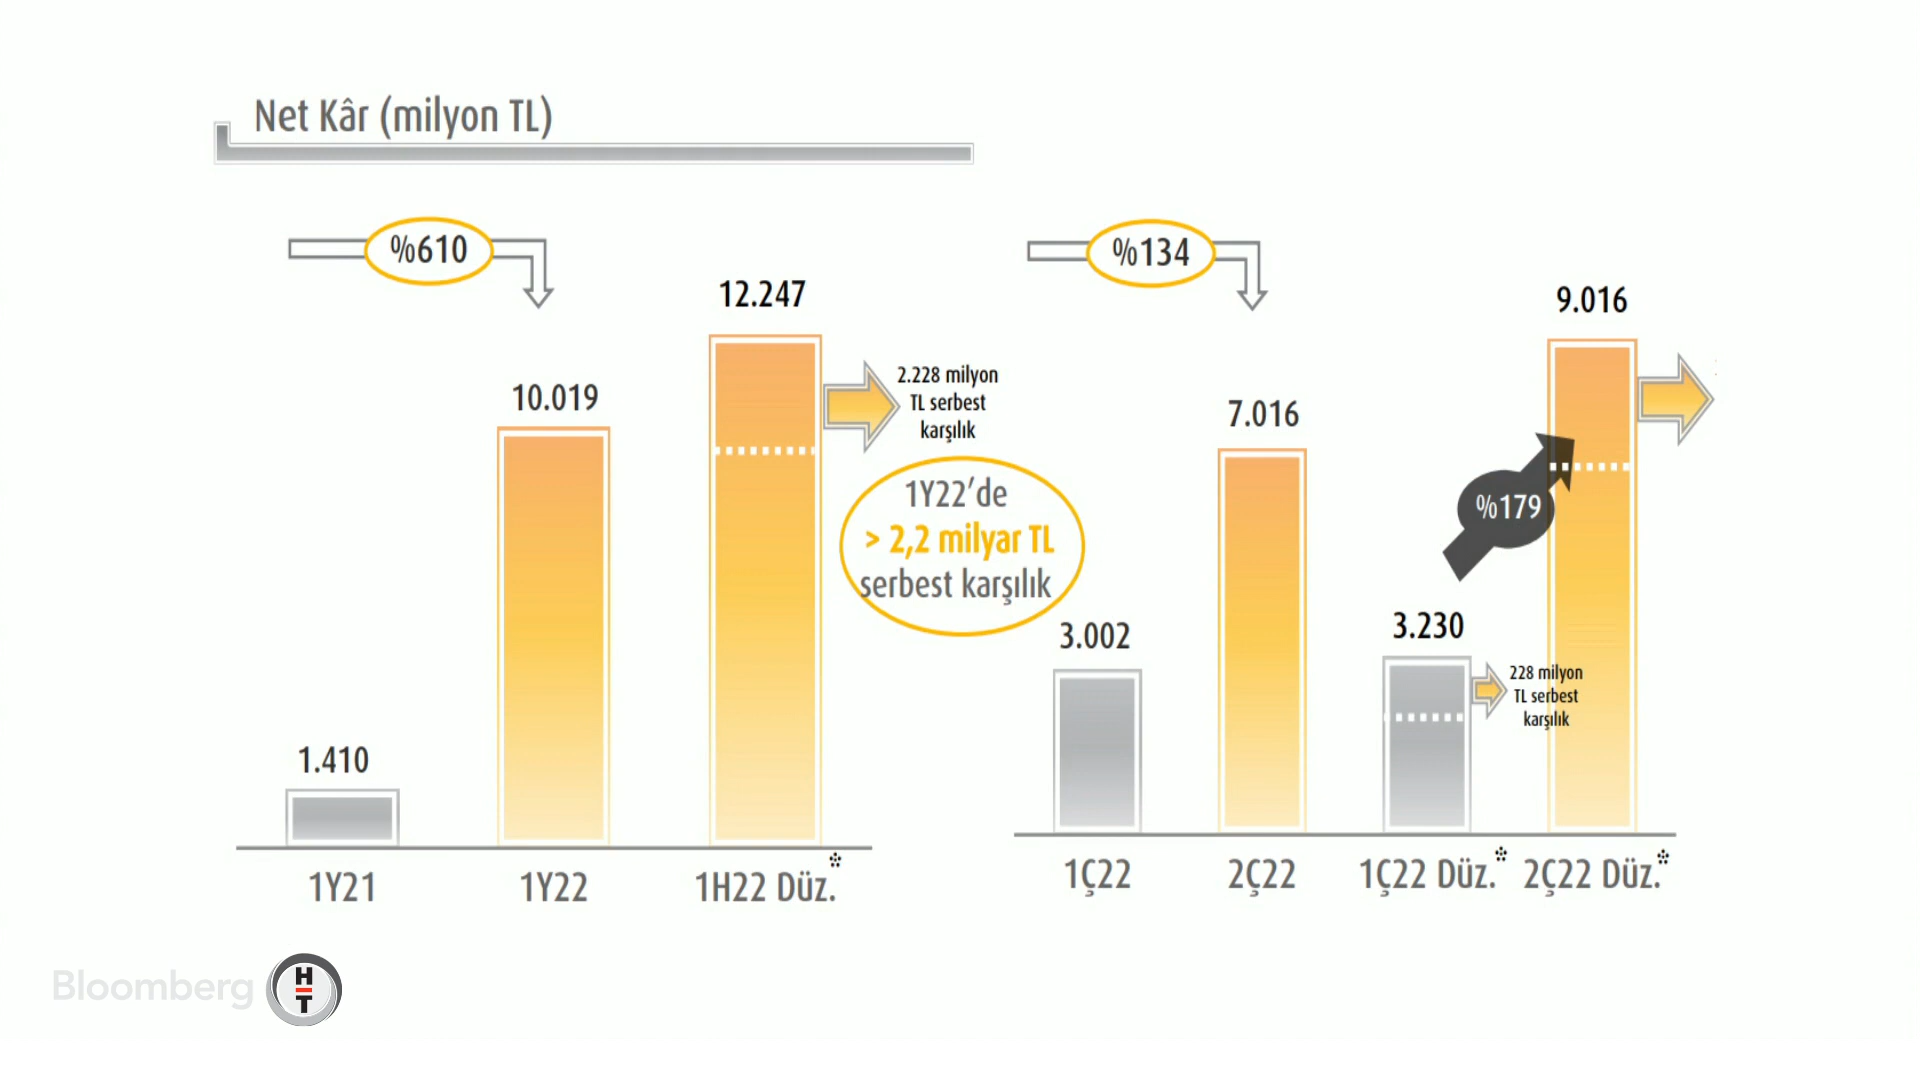 Net Kâr (milyon TL)
%610
%134
12.247
9.016
10.019
2.228 milyon
TL serbest
karşılık
7.016
1Y22'de
> 2,2 milyar TL
serbest karşılık
%179
3.002
3.230
228 milyon
TL serbest
karşılık
1.410
1Y21
1Y22
1H22 Düz.*
1Ç22
2Ç22
1Ç22 Düz.*
2Ç22 Düz.*
Bloomberg
H
T